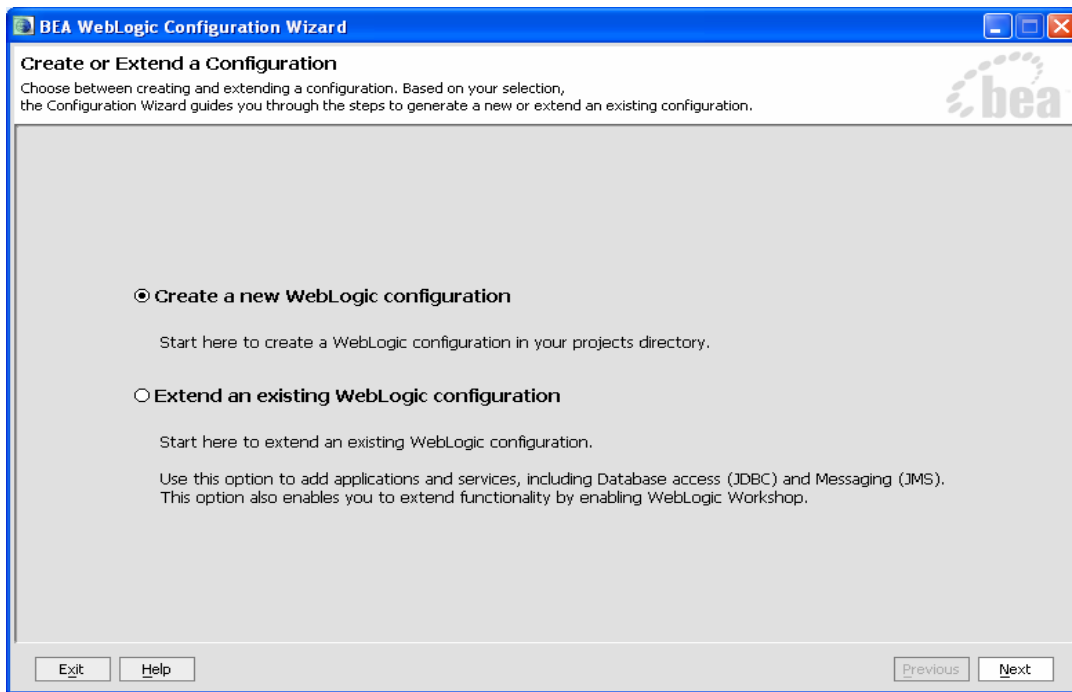 BEA WebLogic Configuration Wizard
Create or Extend a Configuration
Choose between creating and extending a configuration. Based on your selection,
the Configuration Wizard guides you through the steps to generate a new or extend an existing configuration.
bea
Create a new WebLogic configuration
Start here to create a WebLogic configuration in your projects directory.
Extend an existing WebLogic configuration
Start here to extend an existing WebLogic configuration.
Use this option to add applications and services, including Database access (JDBC) and Messaging (JMS).
This option also enables you to extend functionality by enabling WebLogic Workshop.
Exit Help Previous Next